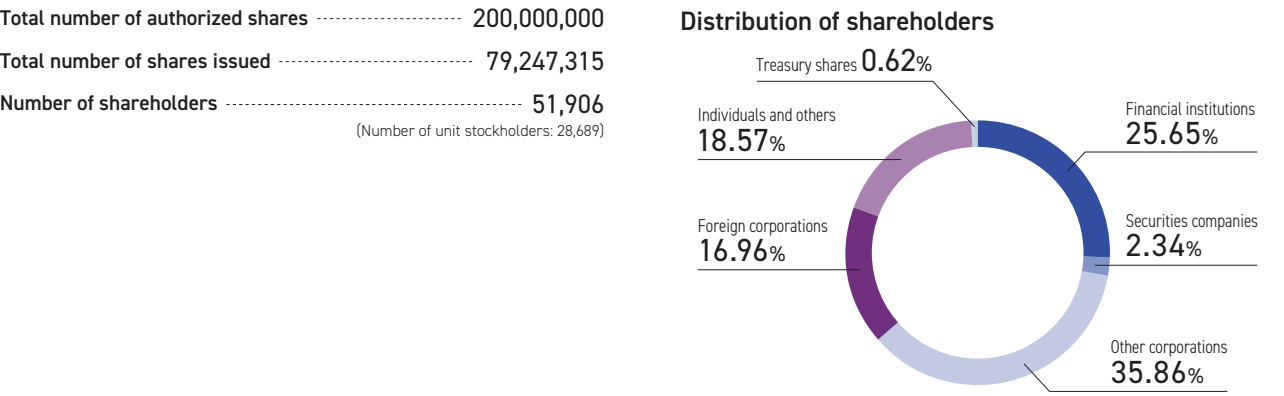 Total number of authorized shares 200,000,000
Total number of shares issued 79,247,315
Number of shareholders 51,906
(Number of unit stockholders: 28,689)
Distribution of shareholders
Treasury shares 0.62%
Financial institutions
25.65%
Securities companies
2.34%
Other corporations
35.86%
Foreign corporations
16.96%
Individuals and others
18.57%